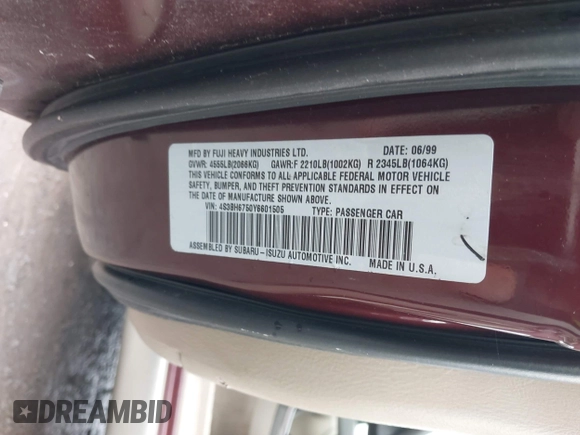 MFD BY FUJI HEAVY INDUSTRIES LTD. DATE: 06/99
GVWR: 4555LB(2066KG) GAWR:F 2210LB(1002KG) R 2345LB(1064KG)
THIS VEHICLE CONFORMS TO ALL APPLICABLE FEDERAL MOTOR VEHICLE
SAFETY, BUMPER, AND THEFT PREVENTION STANDARDS IN EFFECT ON
THE DATE OF MANUFACTURE SHOWN ABOVE.
VIN: 4S3BH6750Y6601505 TYPE: PASSENGER CAR
ASSEMBLED BY SUBARU-ISUZU AUTOMOTIVE INC. MADE IN U.S.A.
DREAMBID